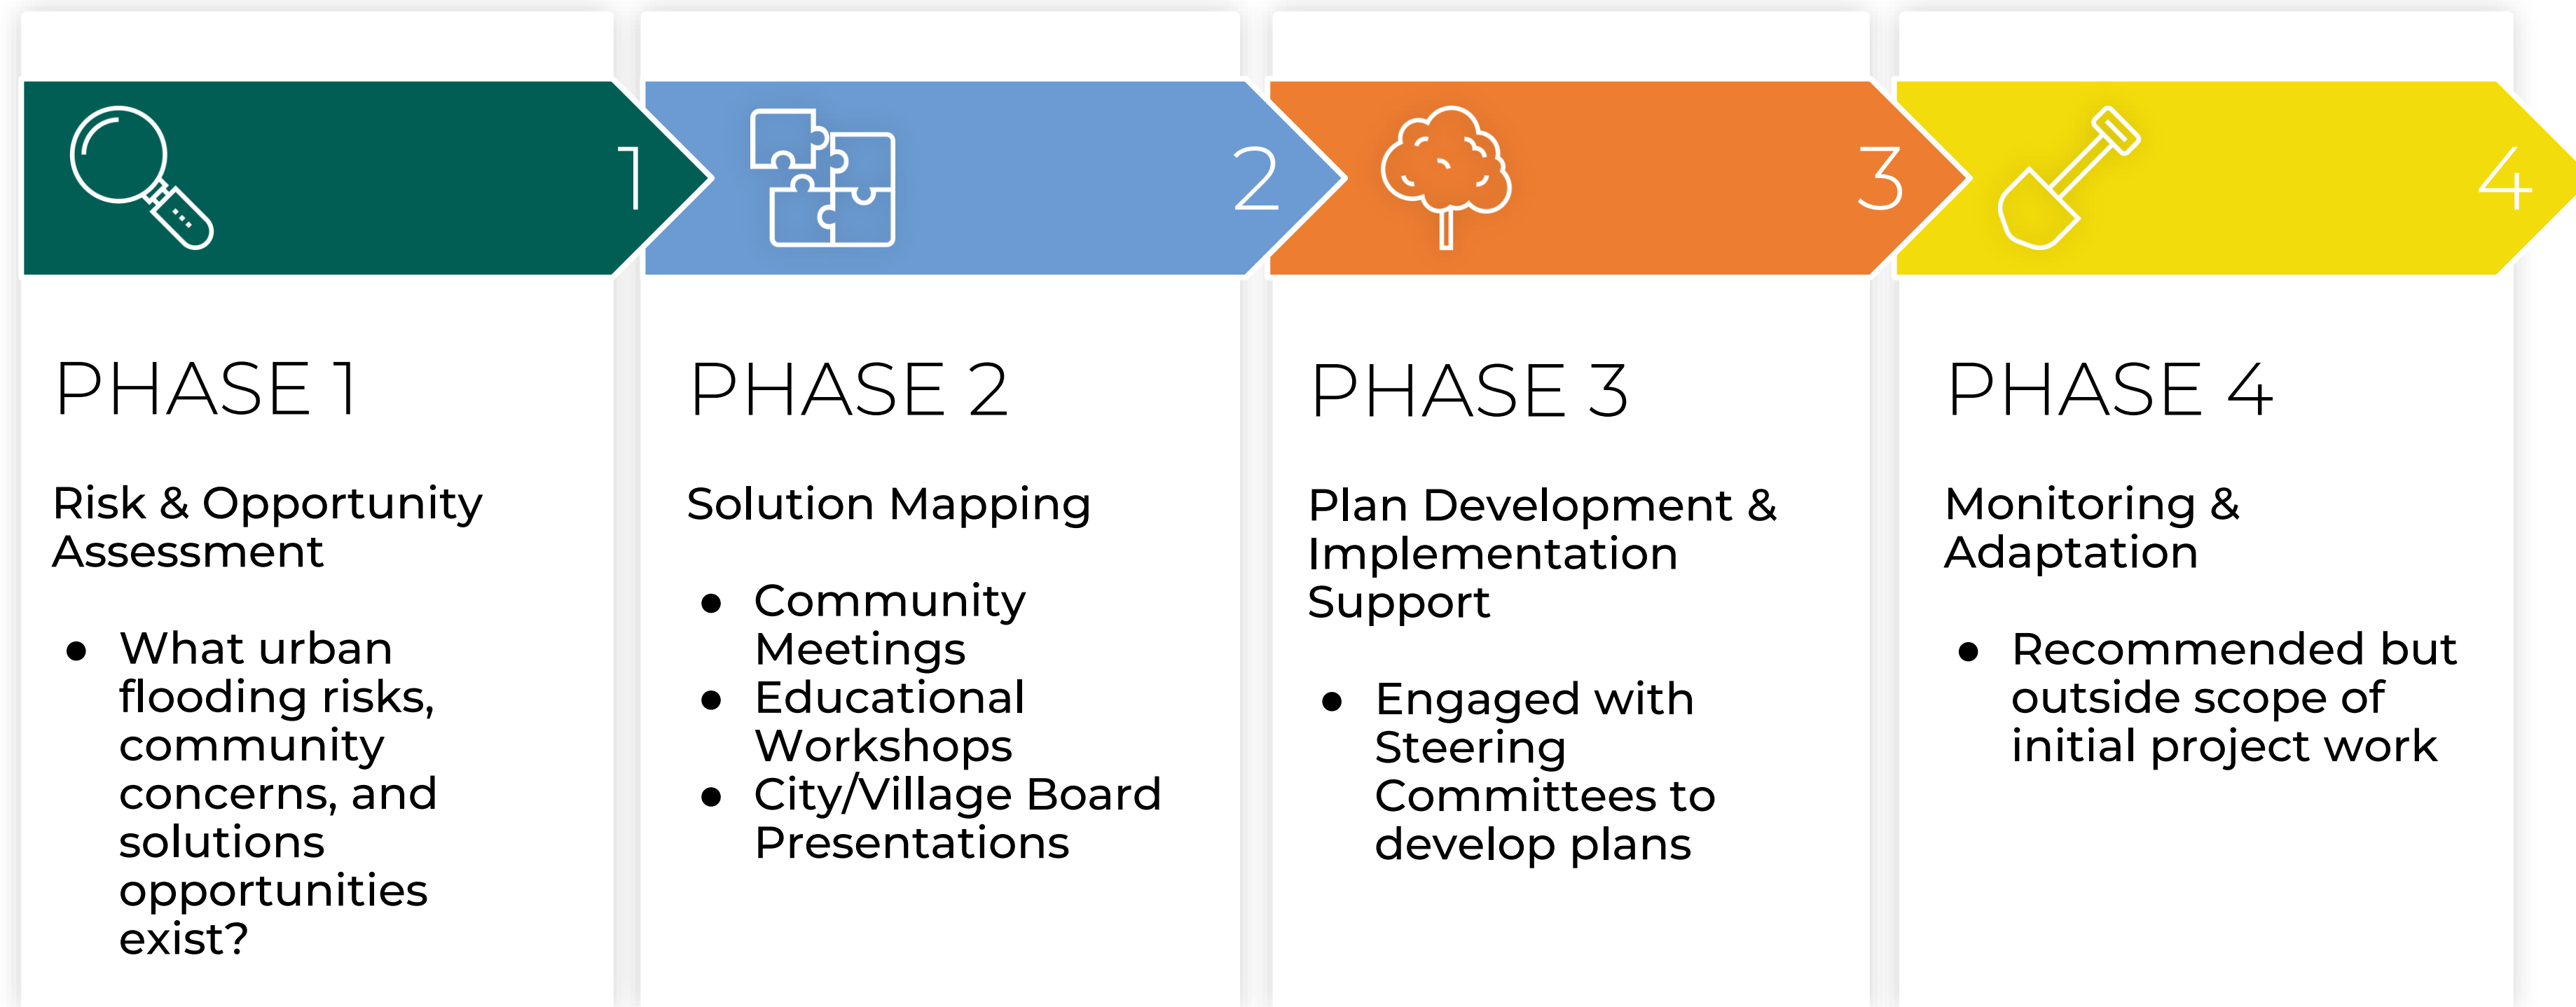 1
2
3
4
PHASE 1
Risk & Opportunity
Assessment
● What urban
flooding risks,
community
concerns, and
solutions
opportunities
exist?
PHASE 2
Solution Mapping
● Community
Meetings
● Educational
Workshops
● City/Village Board
Presentations
PHASE 3
Plan Development &
Implementation
Support
● Engaged with
Steering
Committees to
develop plans
PHASE 4
Monitoring &
Adaptation
● Recommended but
outside scope of
initial project work